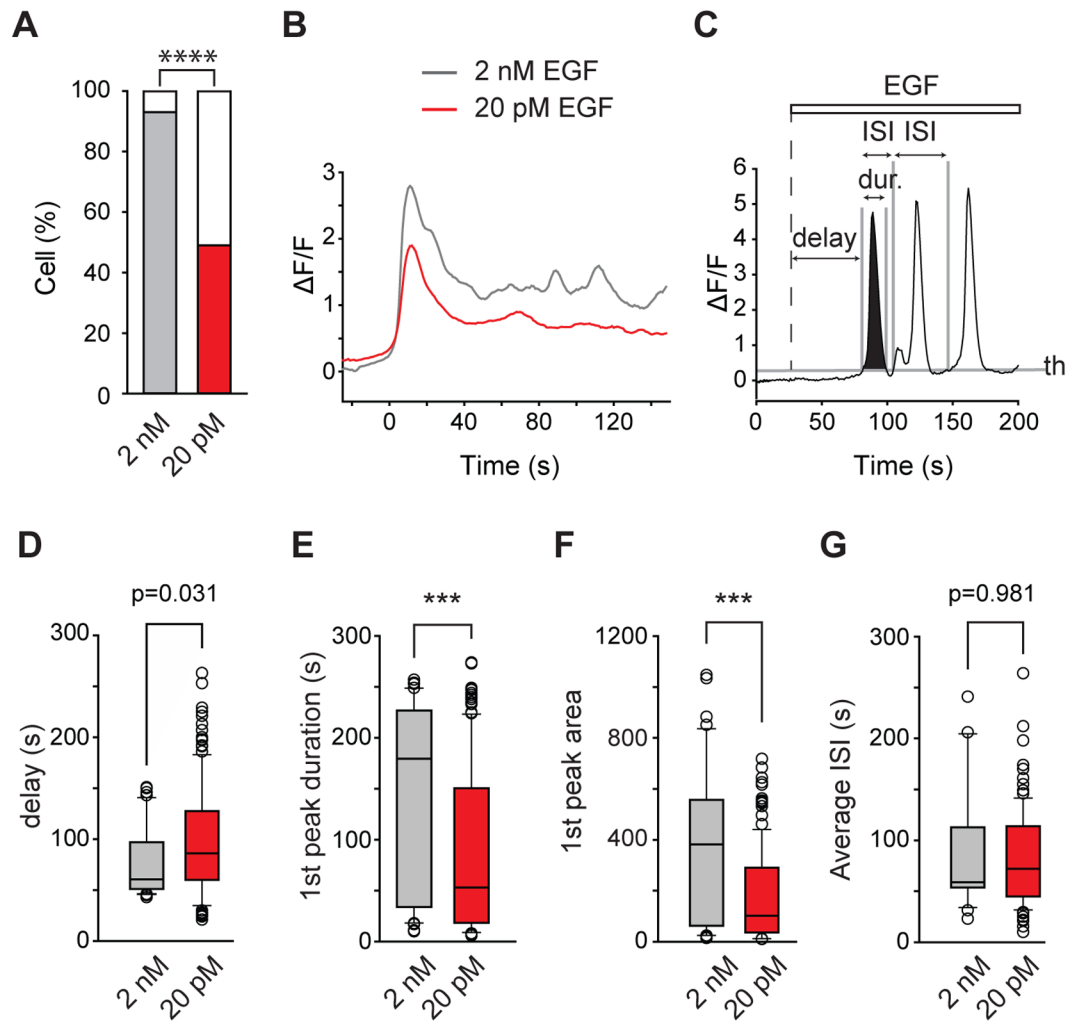 A
****
100
80
60
40
20
0
Cell (%)
2 nM
20 pM
B
2 nM EGF
20 pM EGF
3
2
1
0
ΔF/F
0
40
80
120
Time (s)
C
EGF
ISI ISI
dur.
delay
6
5
4
3
2
1
0
ΔF/F
th
0
50
100
150
200
Time (s)
D
p=0.031
300
200
100
0
delay (s)
2 nM
20 pM
E
***
300
200
100
0
1st peak duration (s)
2 nM
20 pM
F
***
1200
800
400
0
1st peak area
2 nM
20 pM
G
p=0.981
300
200
100
0
Average ISI (s)
2 nM
20 pM